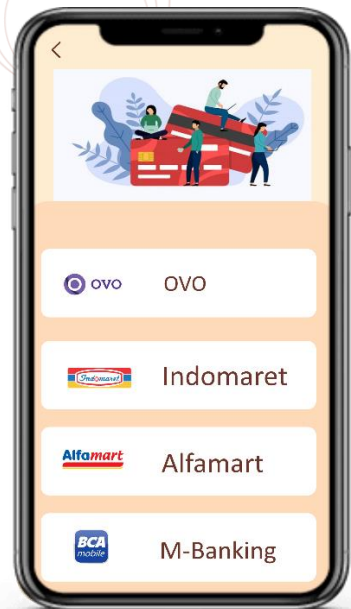 OVO OVO
Indomaret Indomaret
Alfamart Alfamart
BCA
mobile
M-Banking